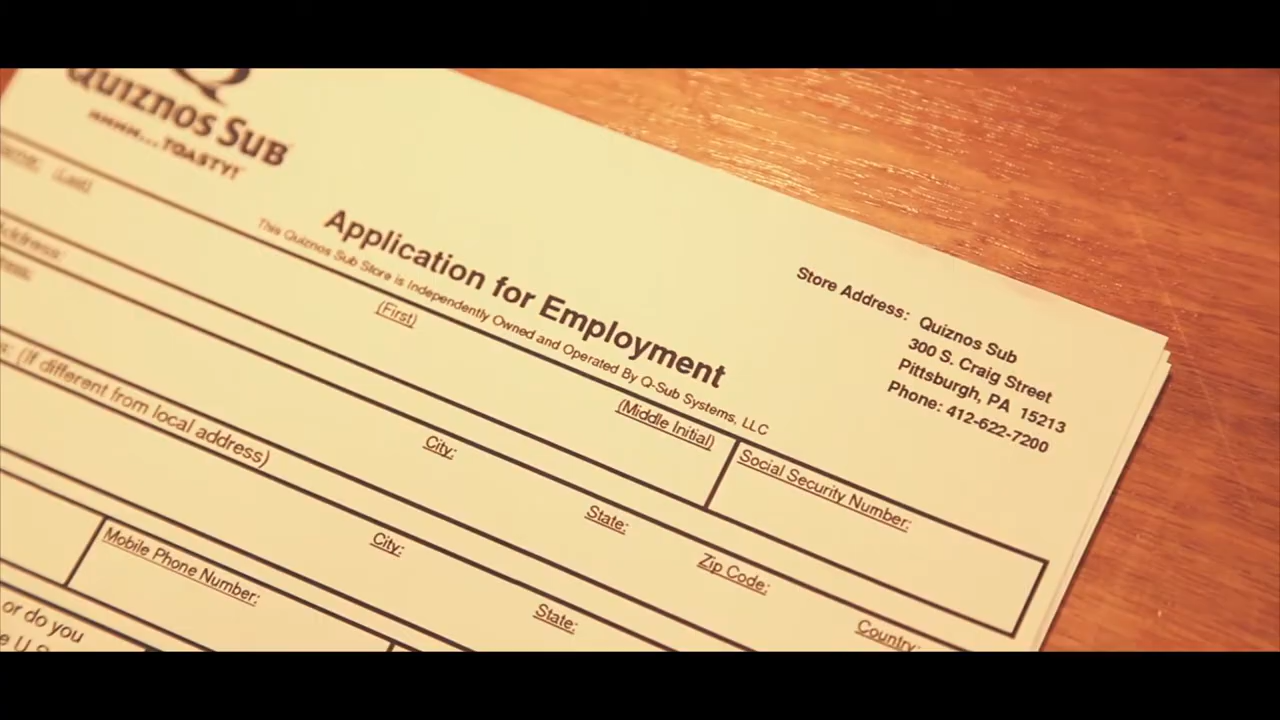 Quiznos Sub
MMMM... TOASTY!
Application for Employment
This Quiznos Sub Store is Independently Owned and Operated By Q-Sub Systems, LLC
Store Address: Quiznos Sub
300 S. Craig Street
Pittsburgh, PA 15213
Phone: 412-622-7200
(Last)
(First)
(Middle Initial)
Social Security Number:
Address:
City:
State:
Zip Code:
(If different from local address)
City:
State:
Country:
Mobile Phone Number:
or do you